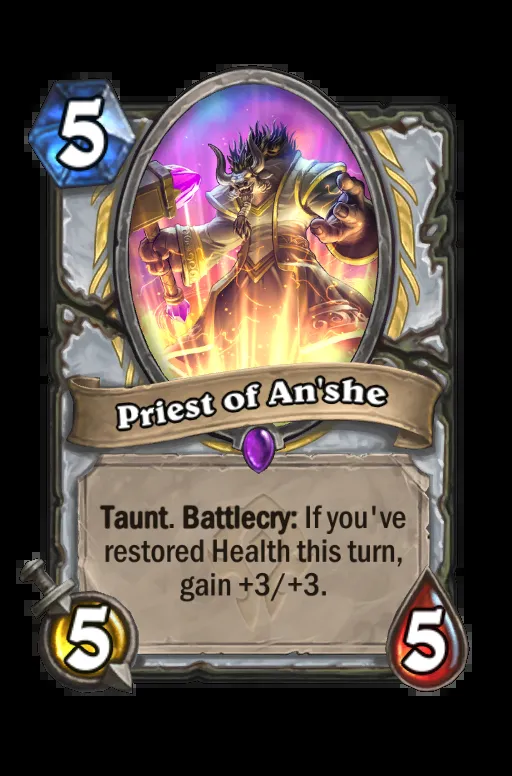 5
Priest of An'she
Taunt. Battlecry: If you've
restored Health this turn,
gain +3/+3.
5
5